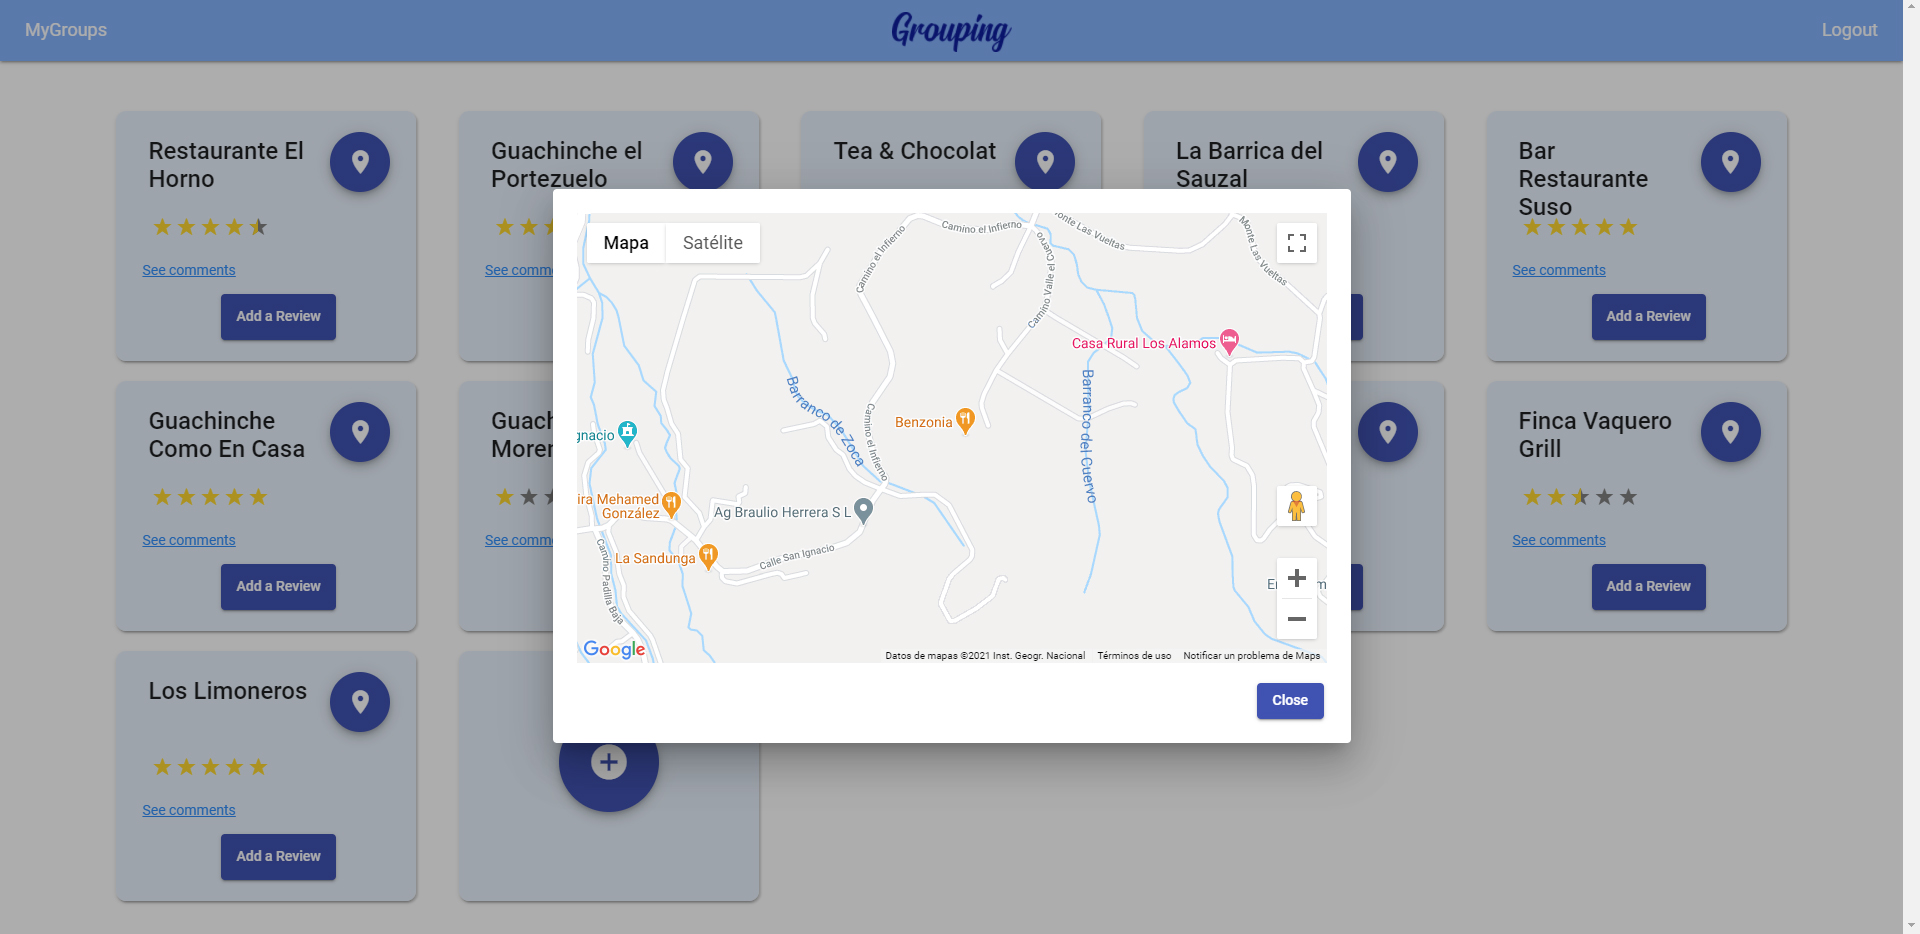 MyGroups
Grouping
Logout
Restaurante El
Horno
See comments
Add a Review
Guachinche el
Portezuelo
See comm
Tea & Chocolat
La Barrica del
Sauzal
Bar
Restaurante
Suso
See comments
Add a Review
Mapa
Satélite
Camino el Infierno
Camino el Infierno
Monte Las Vueltas
Monte Las Vueltas
Camino Valle el Cuervo
Casa Rural Los Alamos
Barranco de Zoca
Camino el Infierno
Benzonia
Barranco del Cuervo
gnacio
ira Mehamed
González
Ag Braulio Herrera S L
La Sandunga
Calle San Ignacio
Camino Padilla Baja
Google
Datos de mapas ©2021 Inst. Geogr. Nacional
Términos de uso
Notificar un problema de Maps
Close
Guachinche
Como En Casa
See comments
Add a Review
Guach
Morer
See comm
Finca Vaquero
Grill
See comments
Add a Review
Los Limoneros
See comments
Add a Review